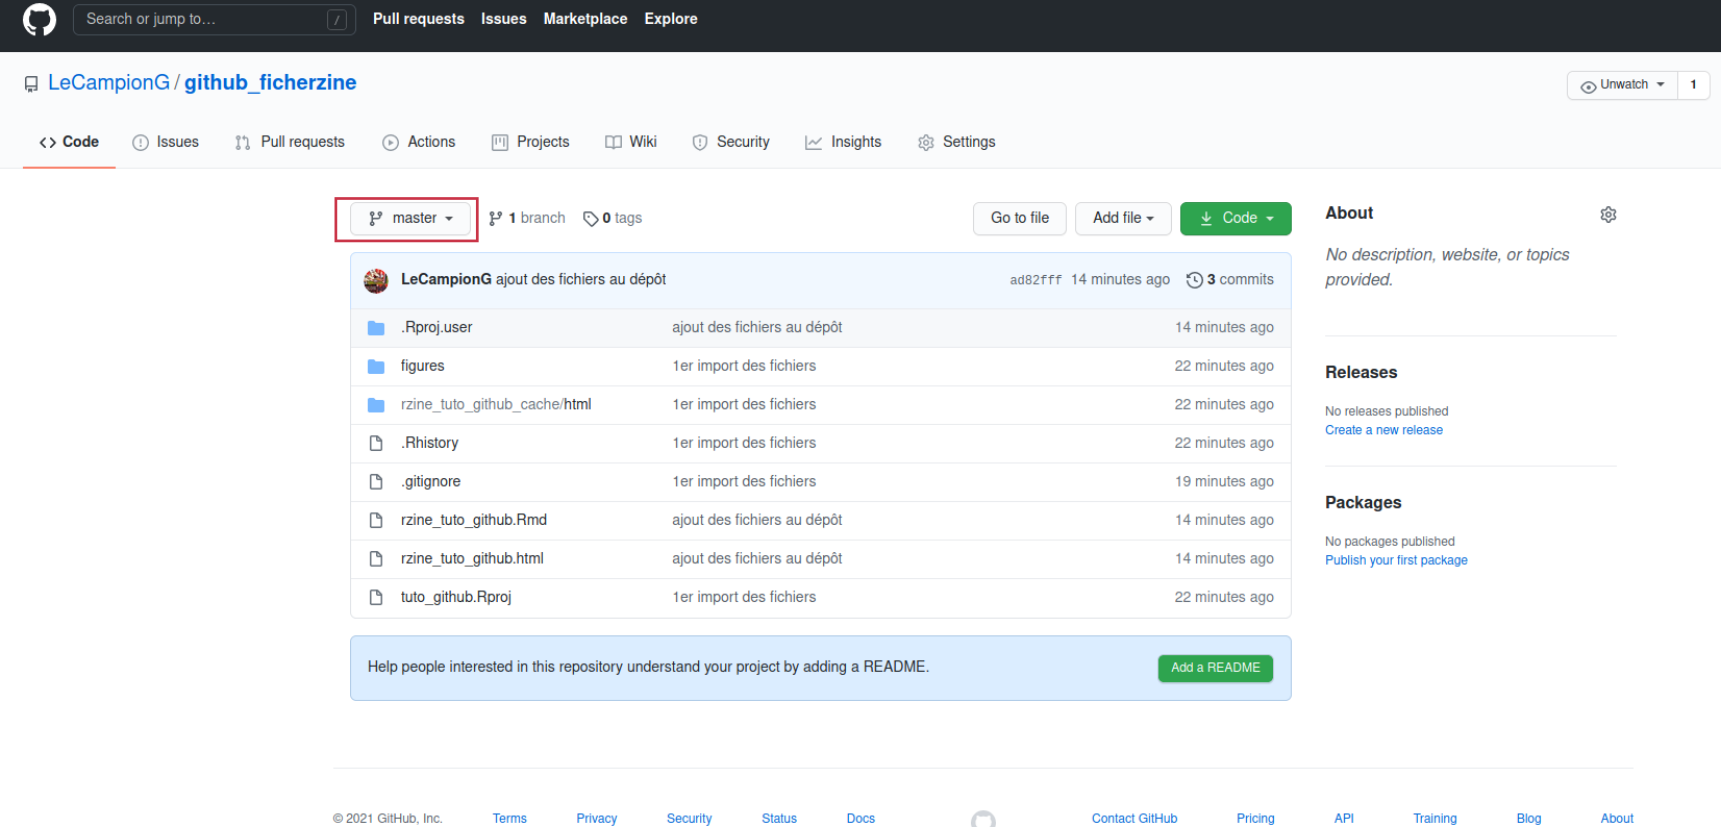 Search or jump to… /
Pull requests Issues Marketplace Explore
LeCampionG / github_ficherzine
Unwatch 1
Code Issues Pull requests Actions Projects Wiki Security Insights Settings
master 1 branch 0 tags
Go to file Add file Code
LeCampionG ajout des fichiers au dépôt ad82fff 14 minutes ago 3 commits
.Rproj.user ajout des fichiers au dépôt 14 minutes ago
figures 1er import des fichiers 22 minutes ago
rzine_tuto_github_cache/html 1er import des fichiers 22 minutes ago
.Rhistory 1er import des fichiers 22 minutes ago
.gitignore 1er import des fichiers 19 minutes ago
rzine_tuto_github.Rmd ajout des fichiers au dépôt 14 minutes ago
rzine_tuto_github.html ajout des fichiers au dépôt 14 minutes ago
tuto_github.Rproj 1er import des fichiers 22 minutes ago
Help people interested in this repository understand your project by adding a README.
Add a README
About
No description, website, or topics
provided.
Releases
No releases published
Create a new release
Packages
No packages published
Publish your first package
© 2021 GitHub, Inc. Terms Privacy Security Status Docs Contact GitHub Pricing API Training Blog About